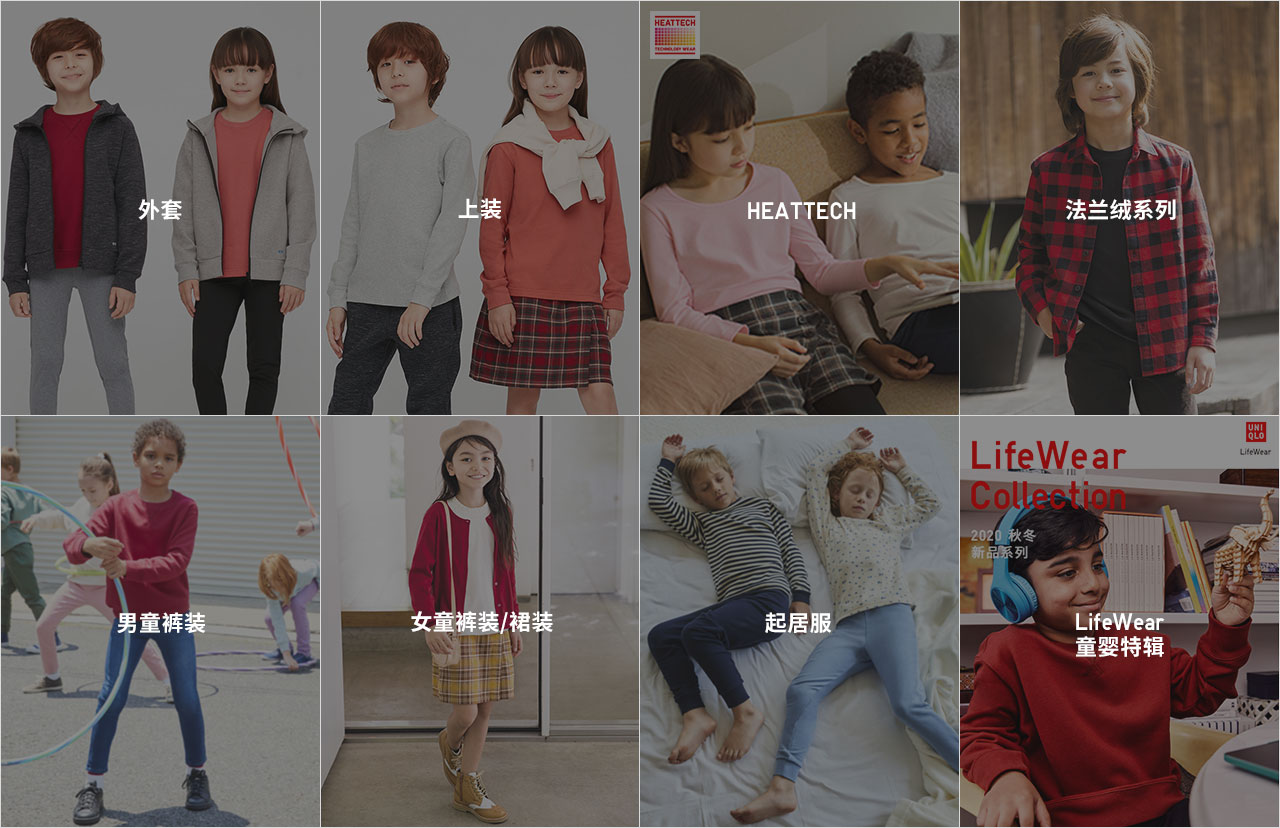 HEATTECH
TECHNOLOGY WEAR
外套
上装
HEATTECH
法兰绒系列
UNI
QLO
LifeWear
LifeWear
Collection
2020 秋冬
新品系列
男童裤装
女童裤装/裙装
起居服
LifeWear
童婴特辑